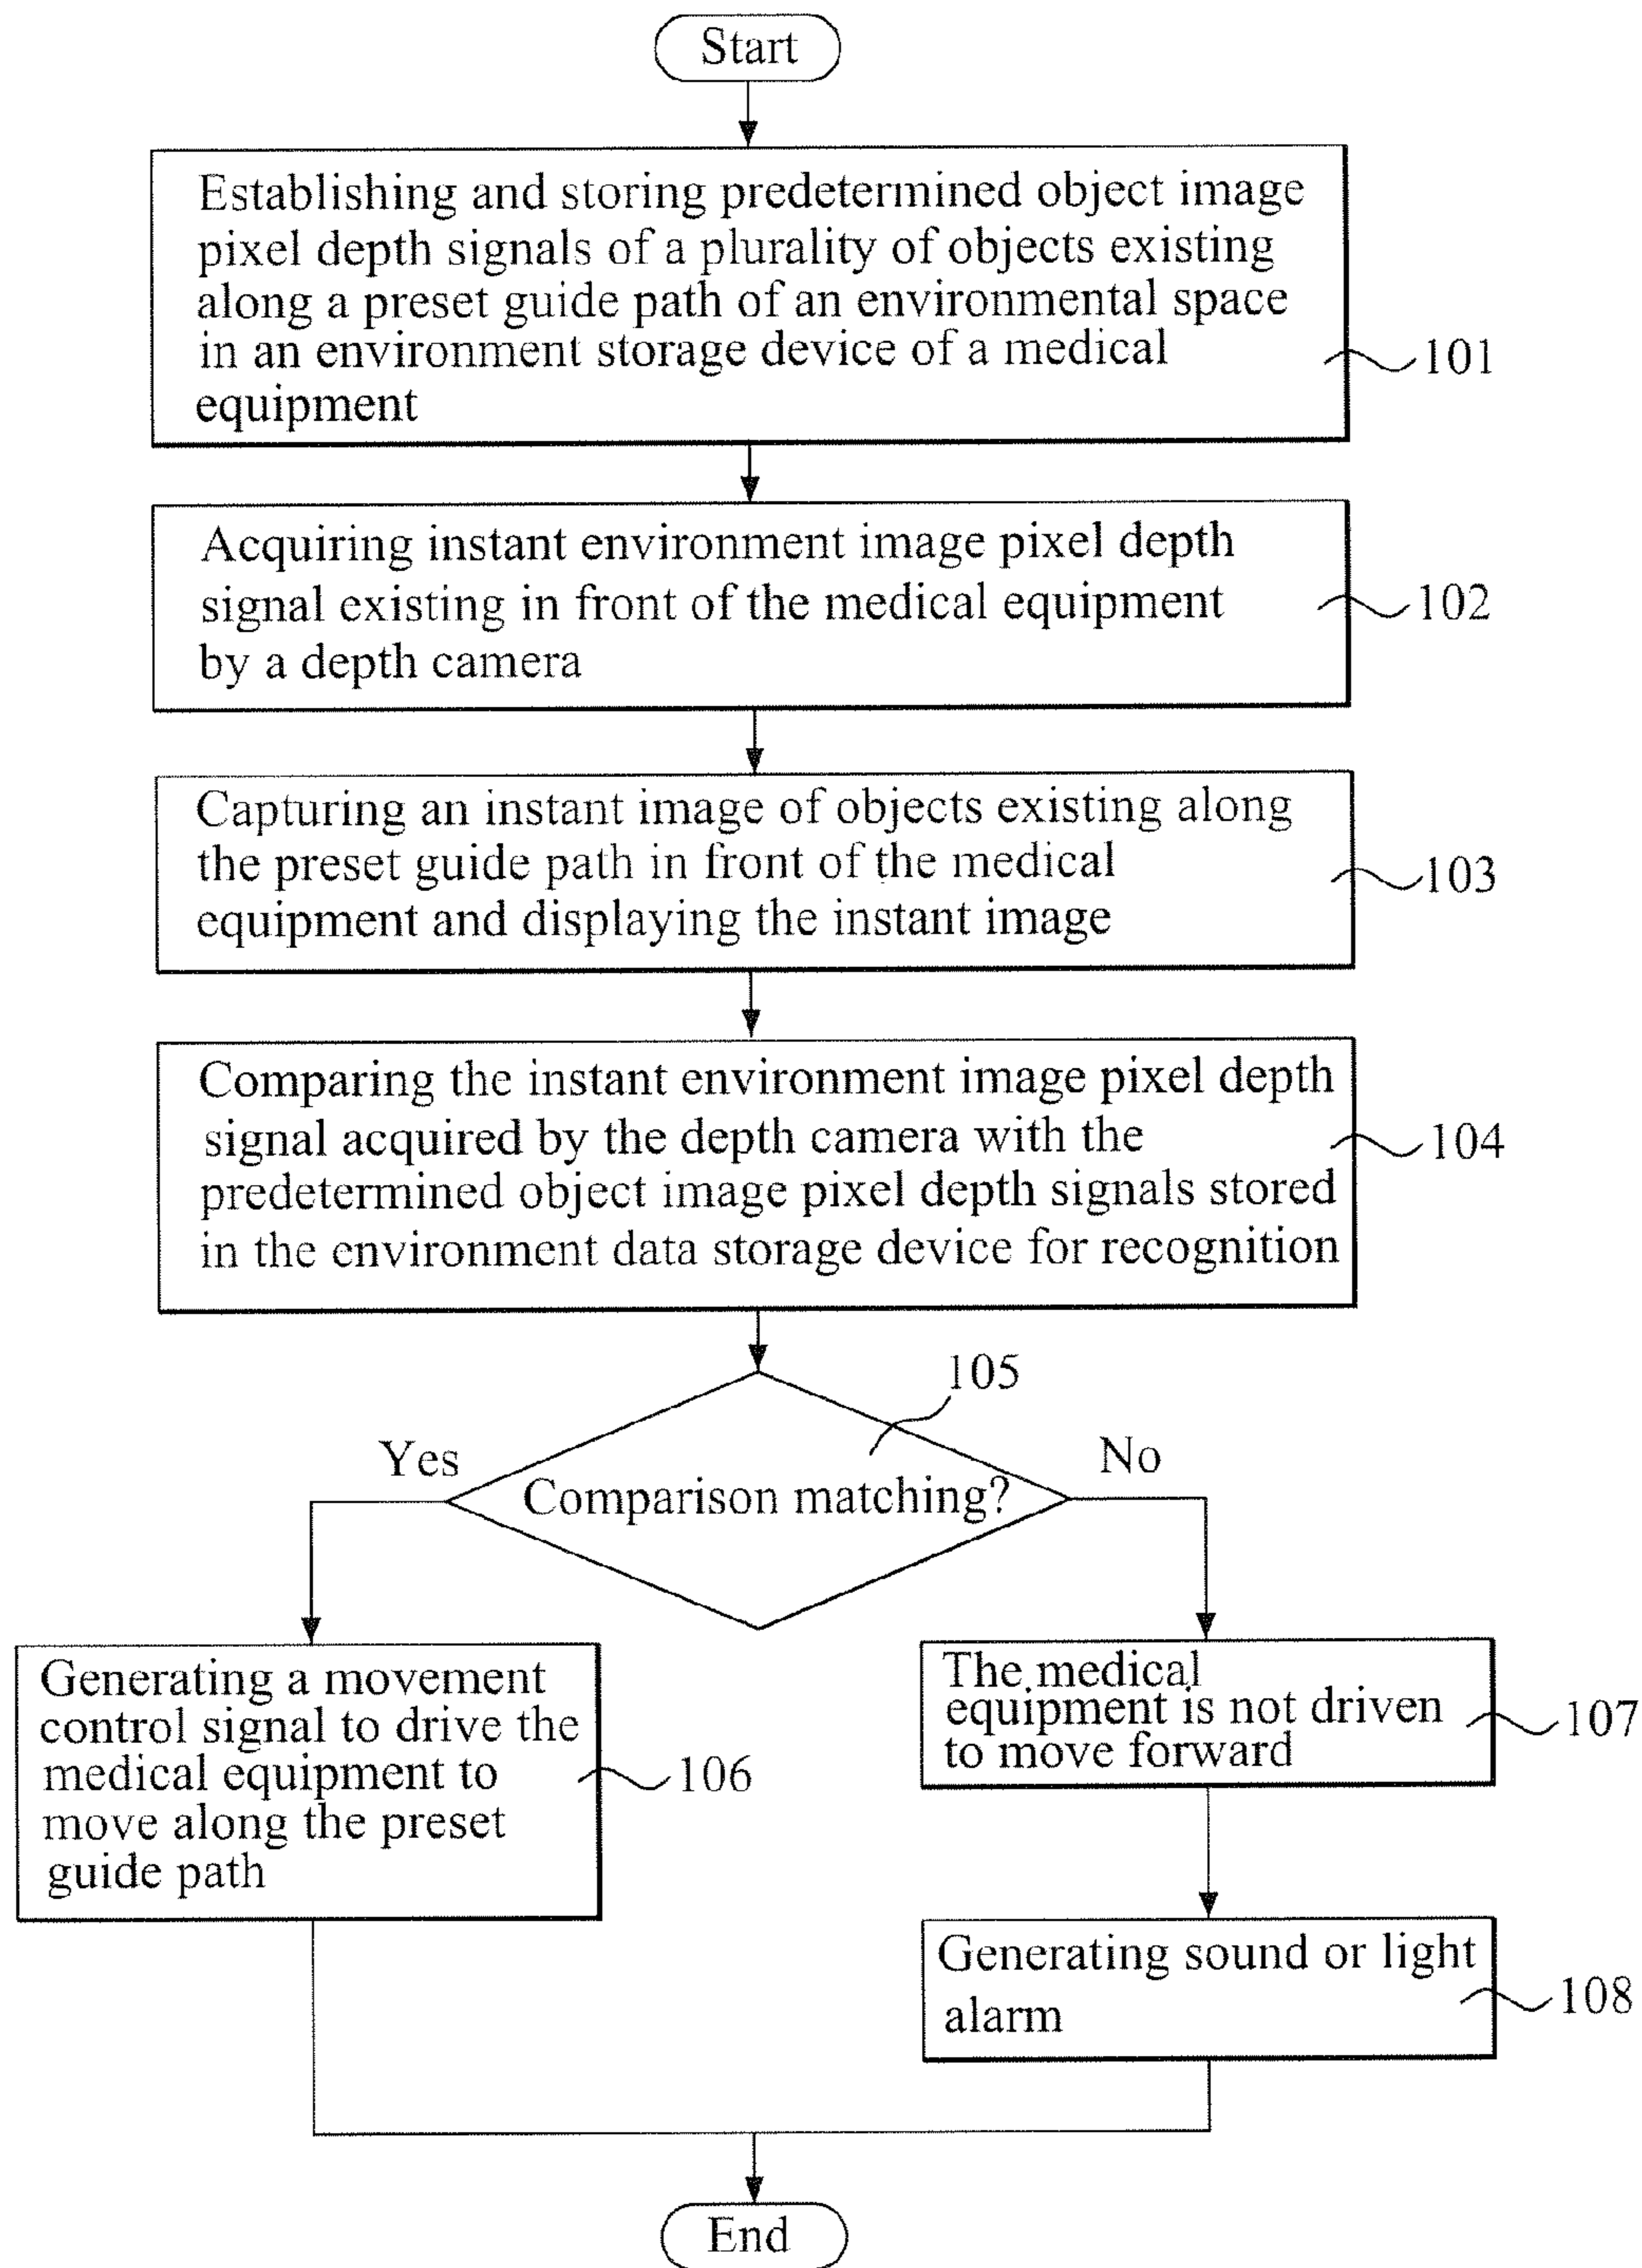 Start
Establishing and storing predetermined object image
pixel depth signals of a plurality of objects existing
along a preset guide path of an environmental space
in an environment storage device of a medical
equipment
101
Acquiring instant environment image pixel depth
signal existing in front of the medical equipment
by a depth camera
102
Capturing an instant image of objects existing along
the preset guide path in front of the medical
equipment and displaying the instant image
103
Comparing the instant environment image pixel depth
signal acquired by the depth camera with the
predetermined object image pixel depth signals stored
in the environment data storage device for recognition
104
105
Yes
Comparison matching?
No
Generating a movement
control signal to drive the
medical equipment to
move along the preset
guide path
106
The medical
equipment is not driven
to move forward
107
Generating sound or light
alarm
108
End